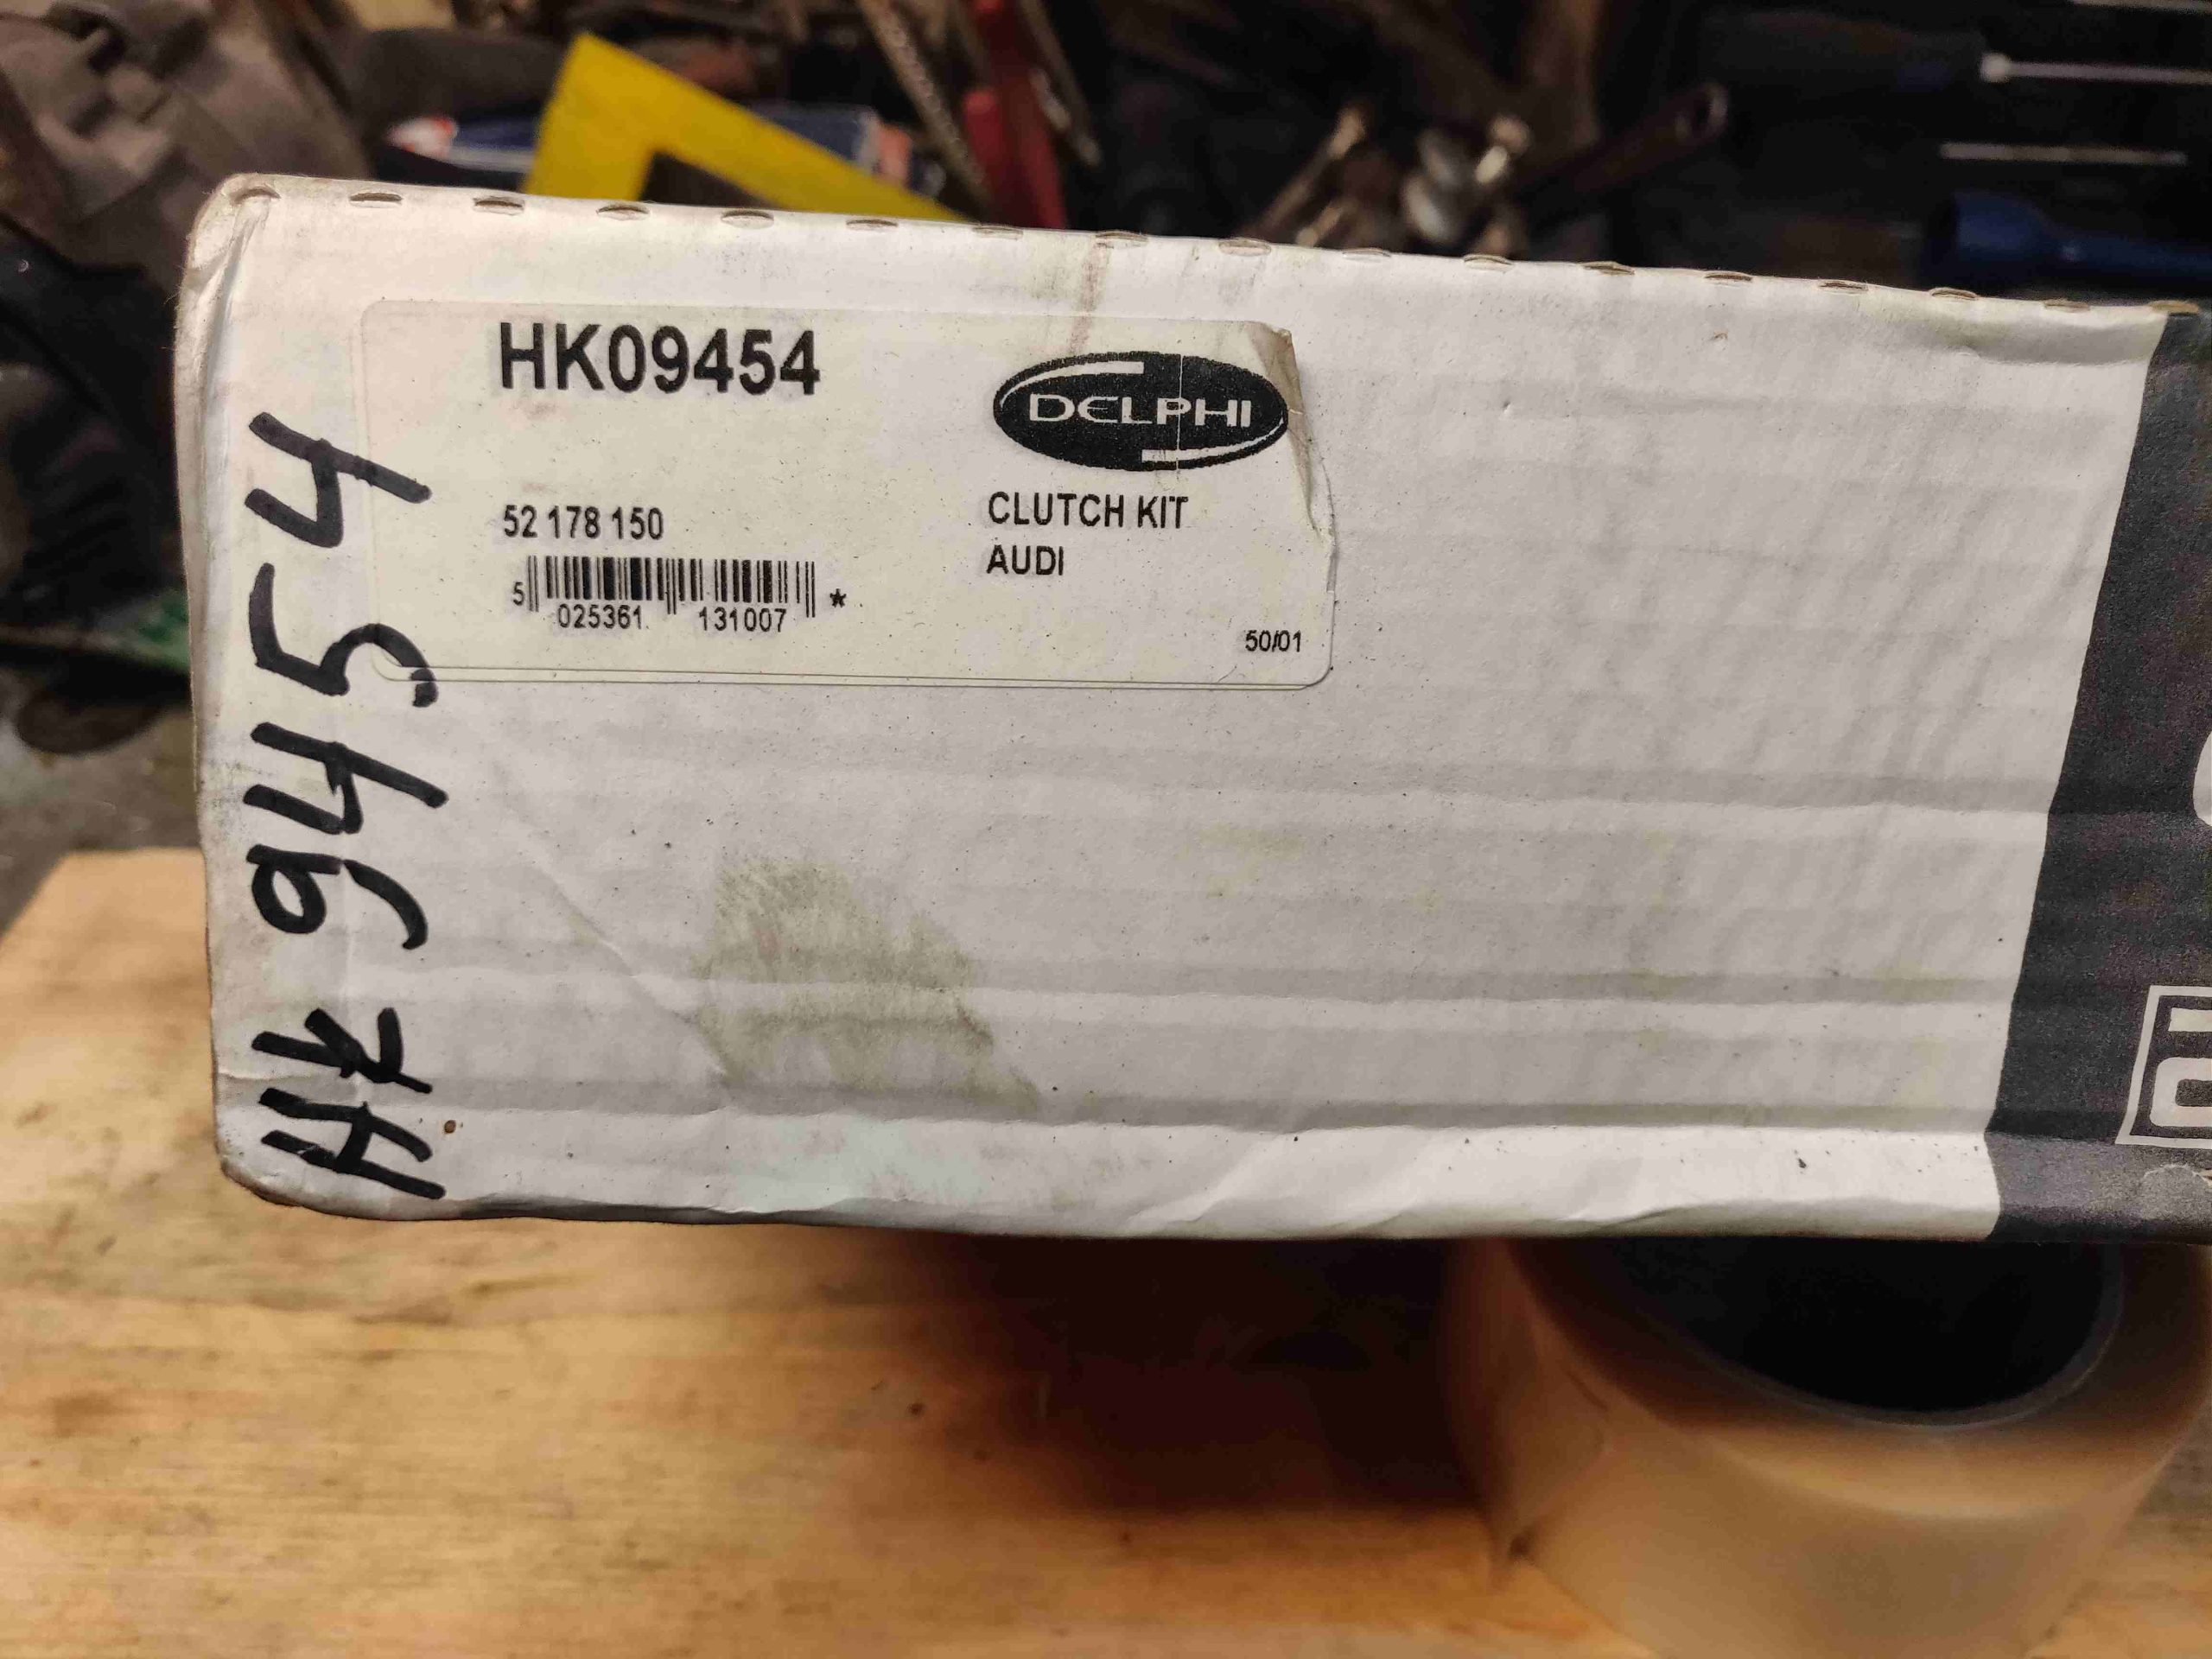 HK09454
DELPHI
52 178 150
CLUTCH KIT
AUDI
5 025361 131007 *
50/01
HK 9454